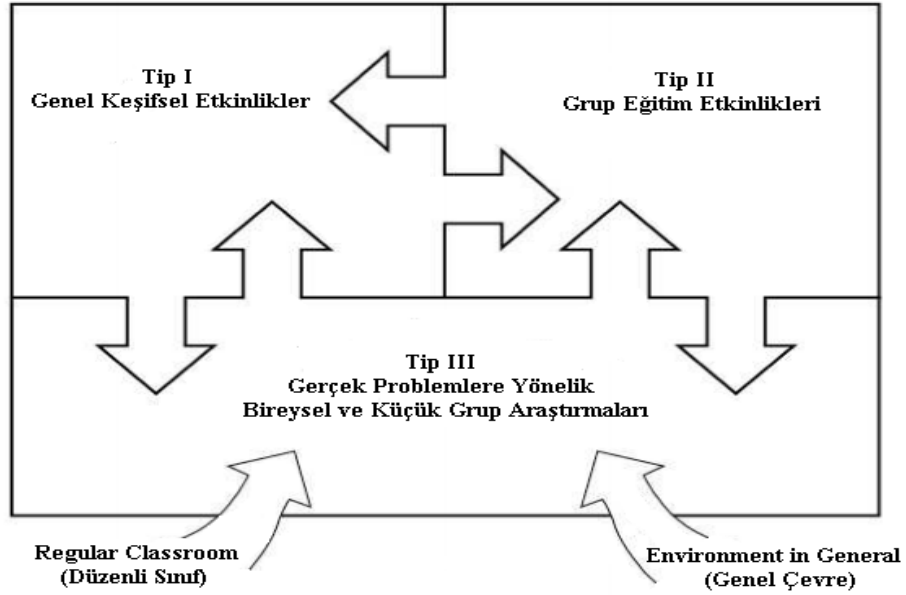 Tip I
Genel Keşifsel Etkinlikler
Tip II
Grup Eğitim Etkinlikleri
Tip III
Gerçek Problemlere Yönelik
Bireysel ve Küçük Grup Araştırmaları
Regular Classroom
(Düzenli Sınıf)
Environment in General
(Genel Çevre)